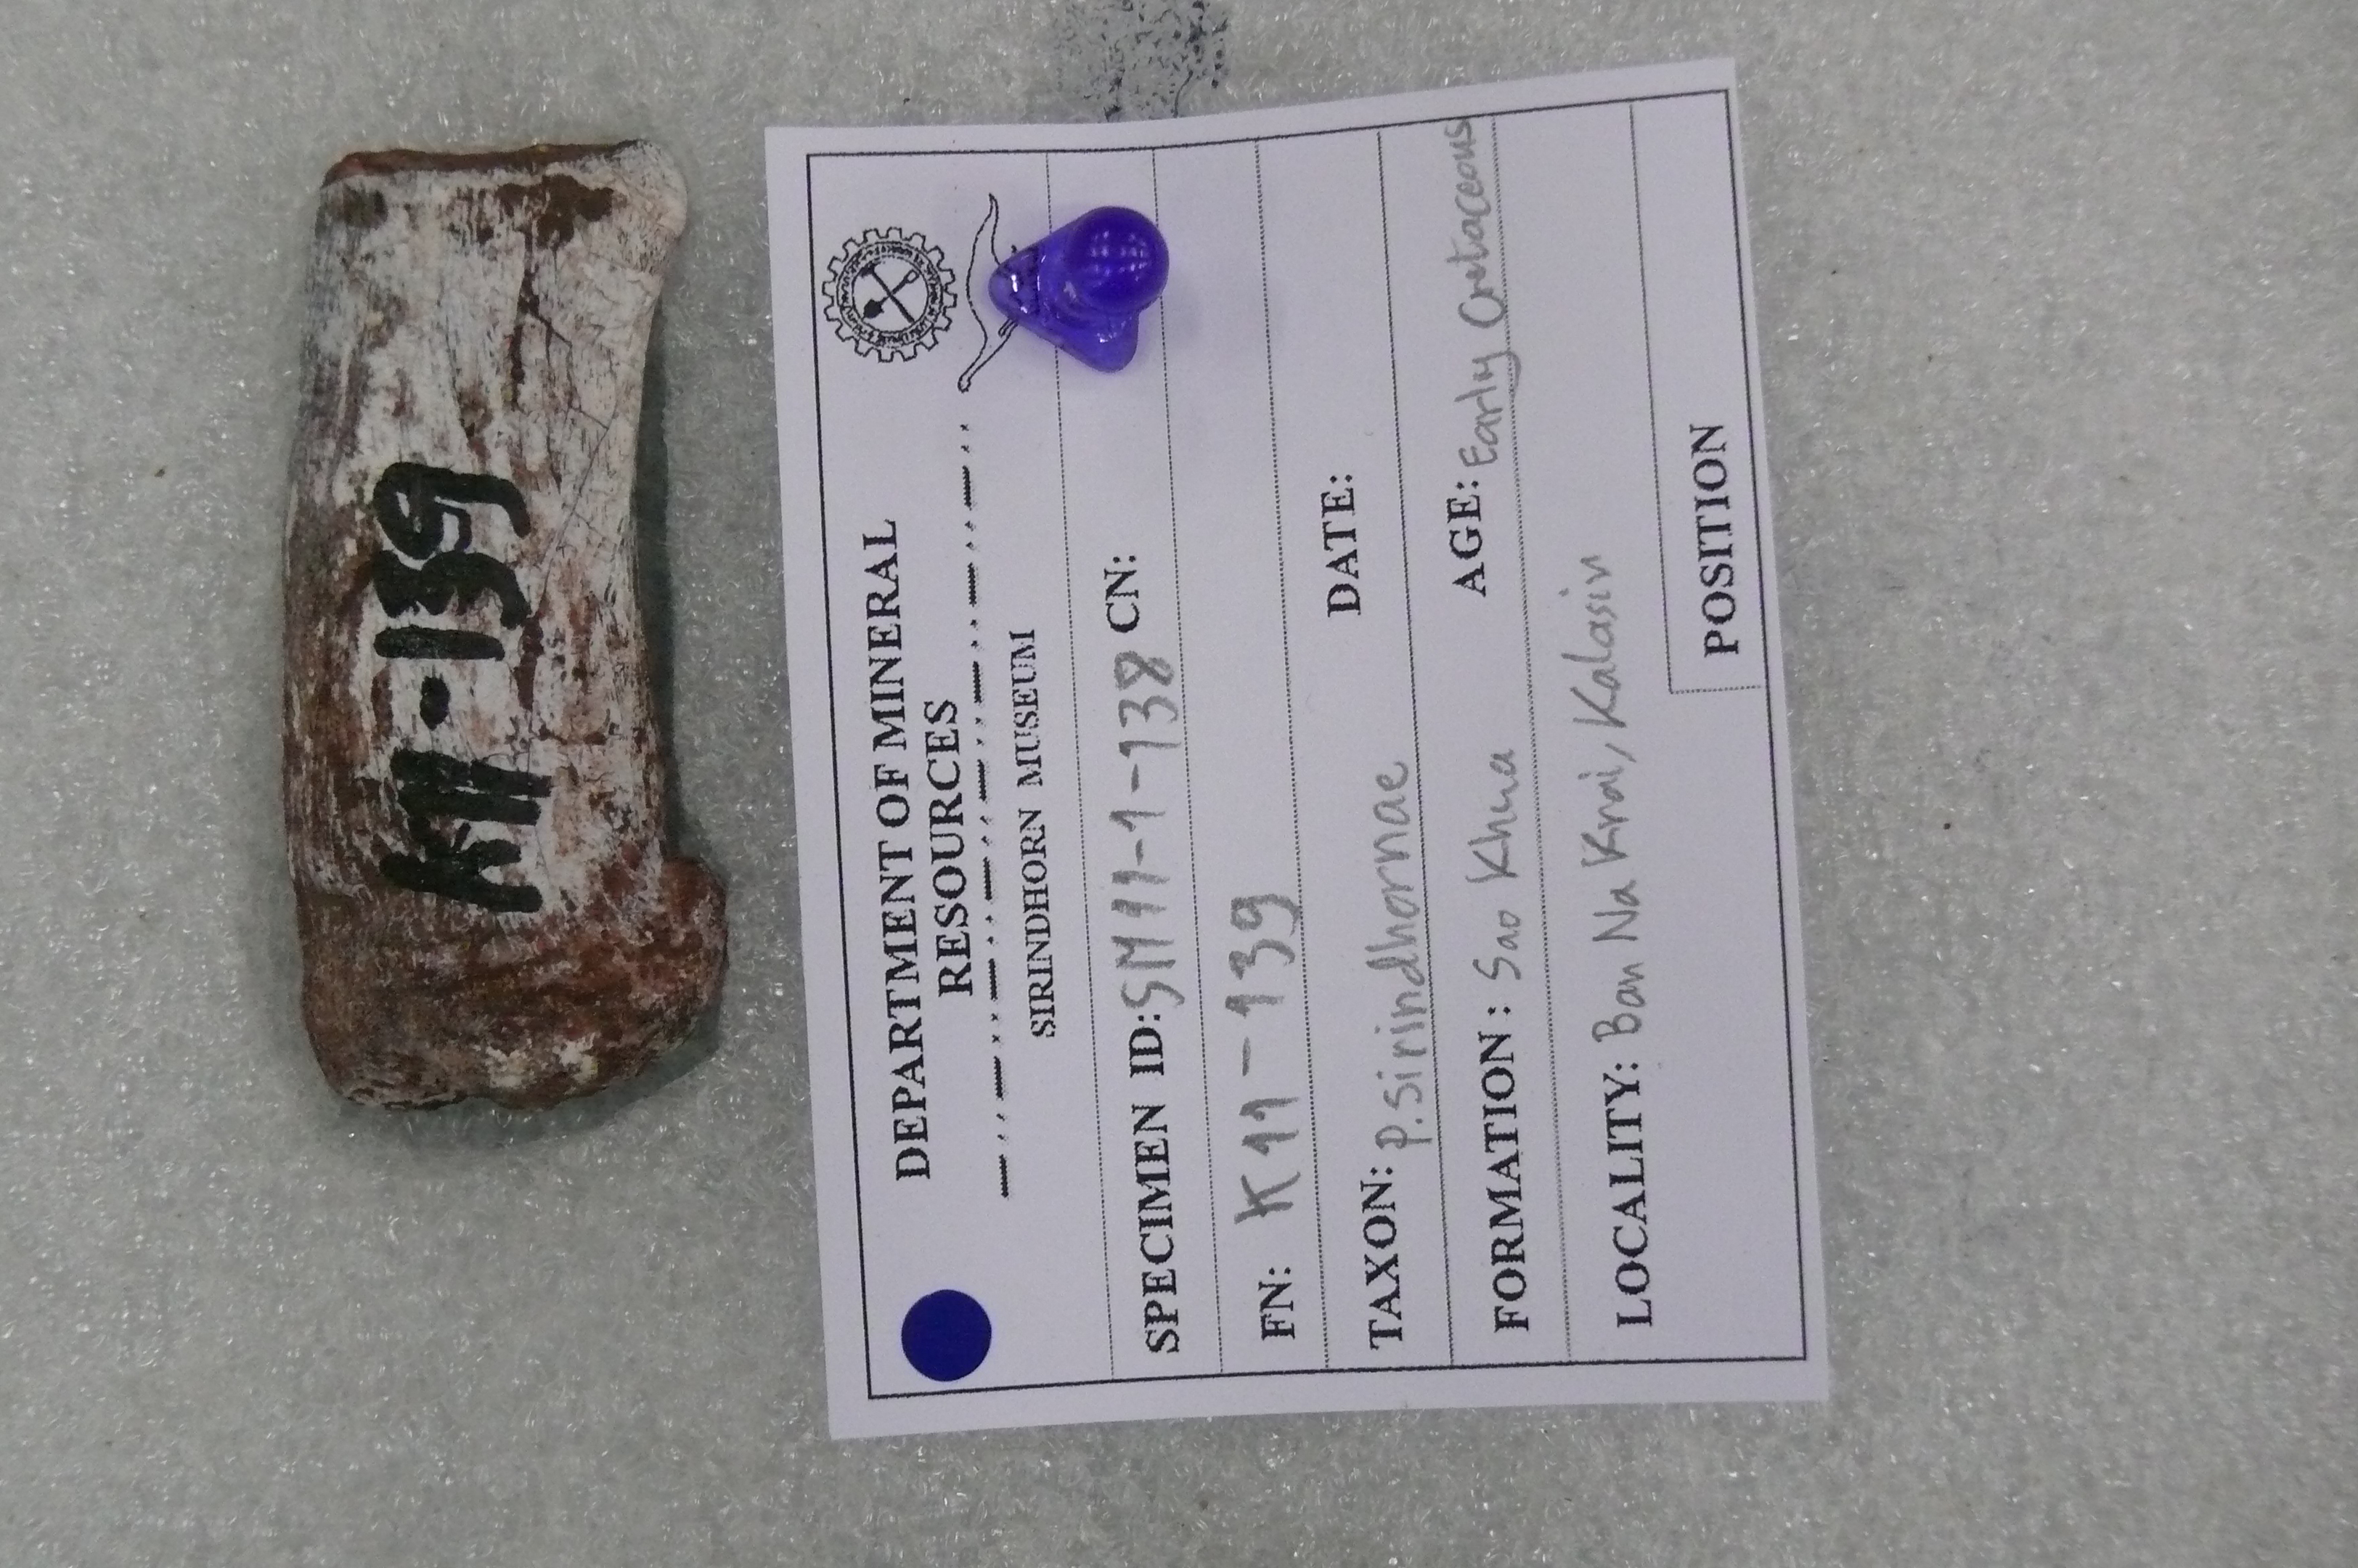 K11-139
DEPARTMENT OF MINERAL
RESOURCES
SIRINDHORN MUSEUM
SPECIMEN ID: SM11-1-138 CN:
FN: K11-139
TAXON: P. Sirindhornae DATE:
FORMATION: Sao Khua AGE: Early Cretaceous
LOCALITY: Ban Na Krai, Kalasin
POSITION